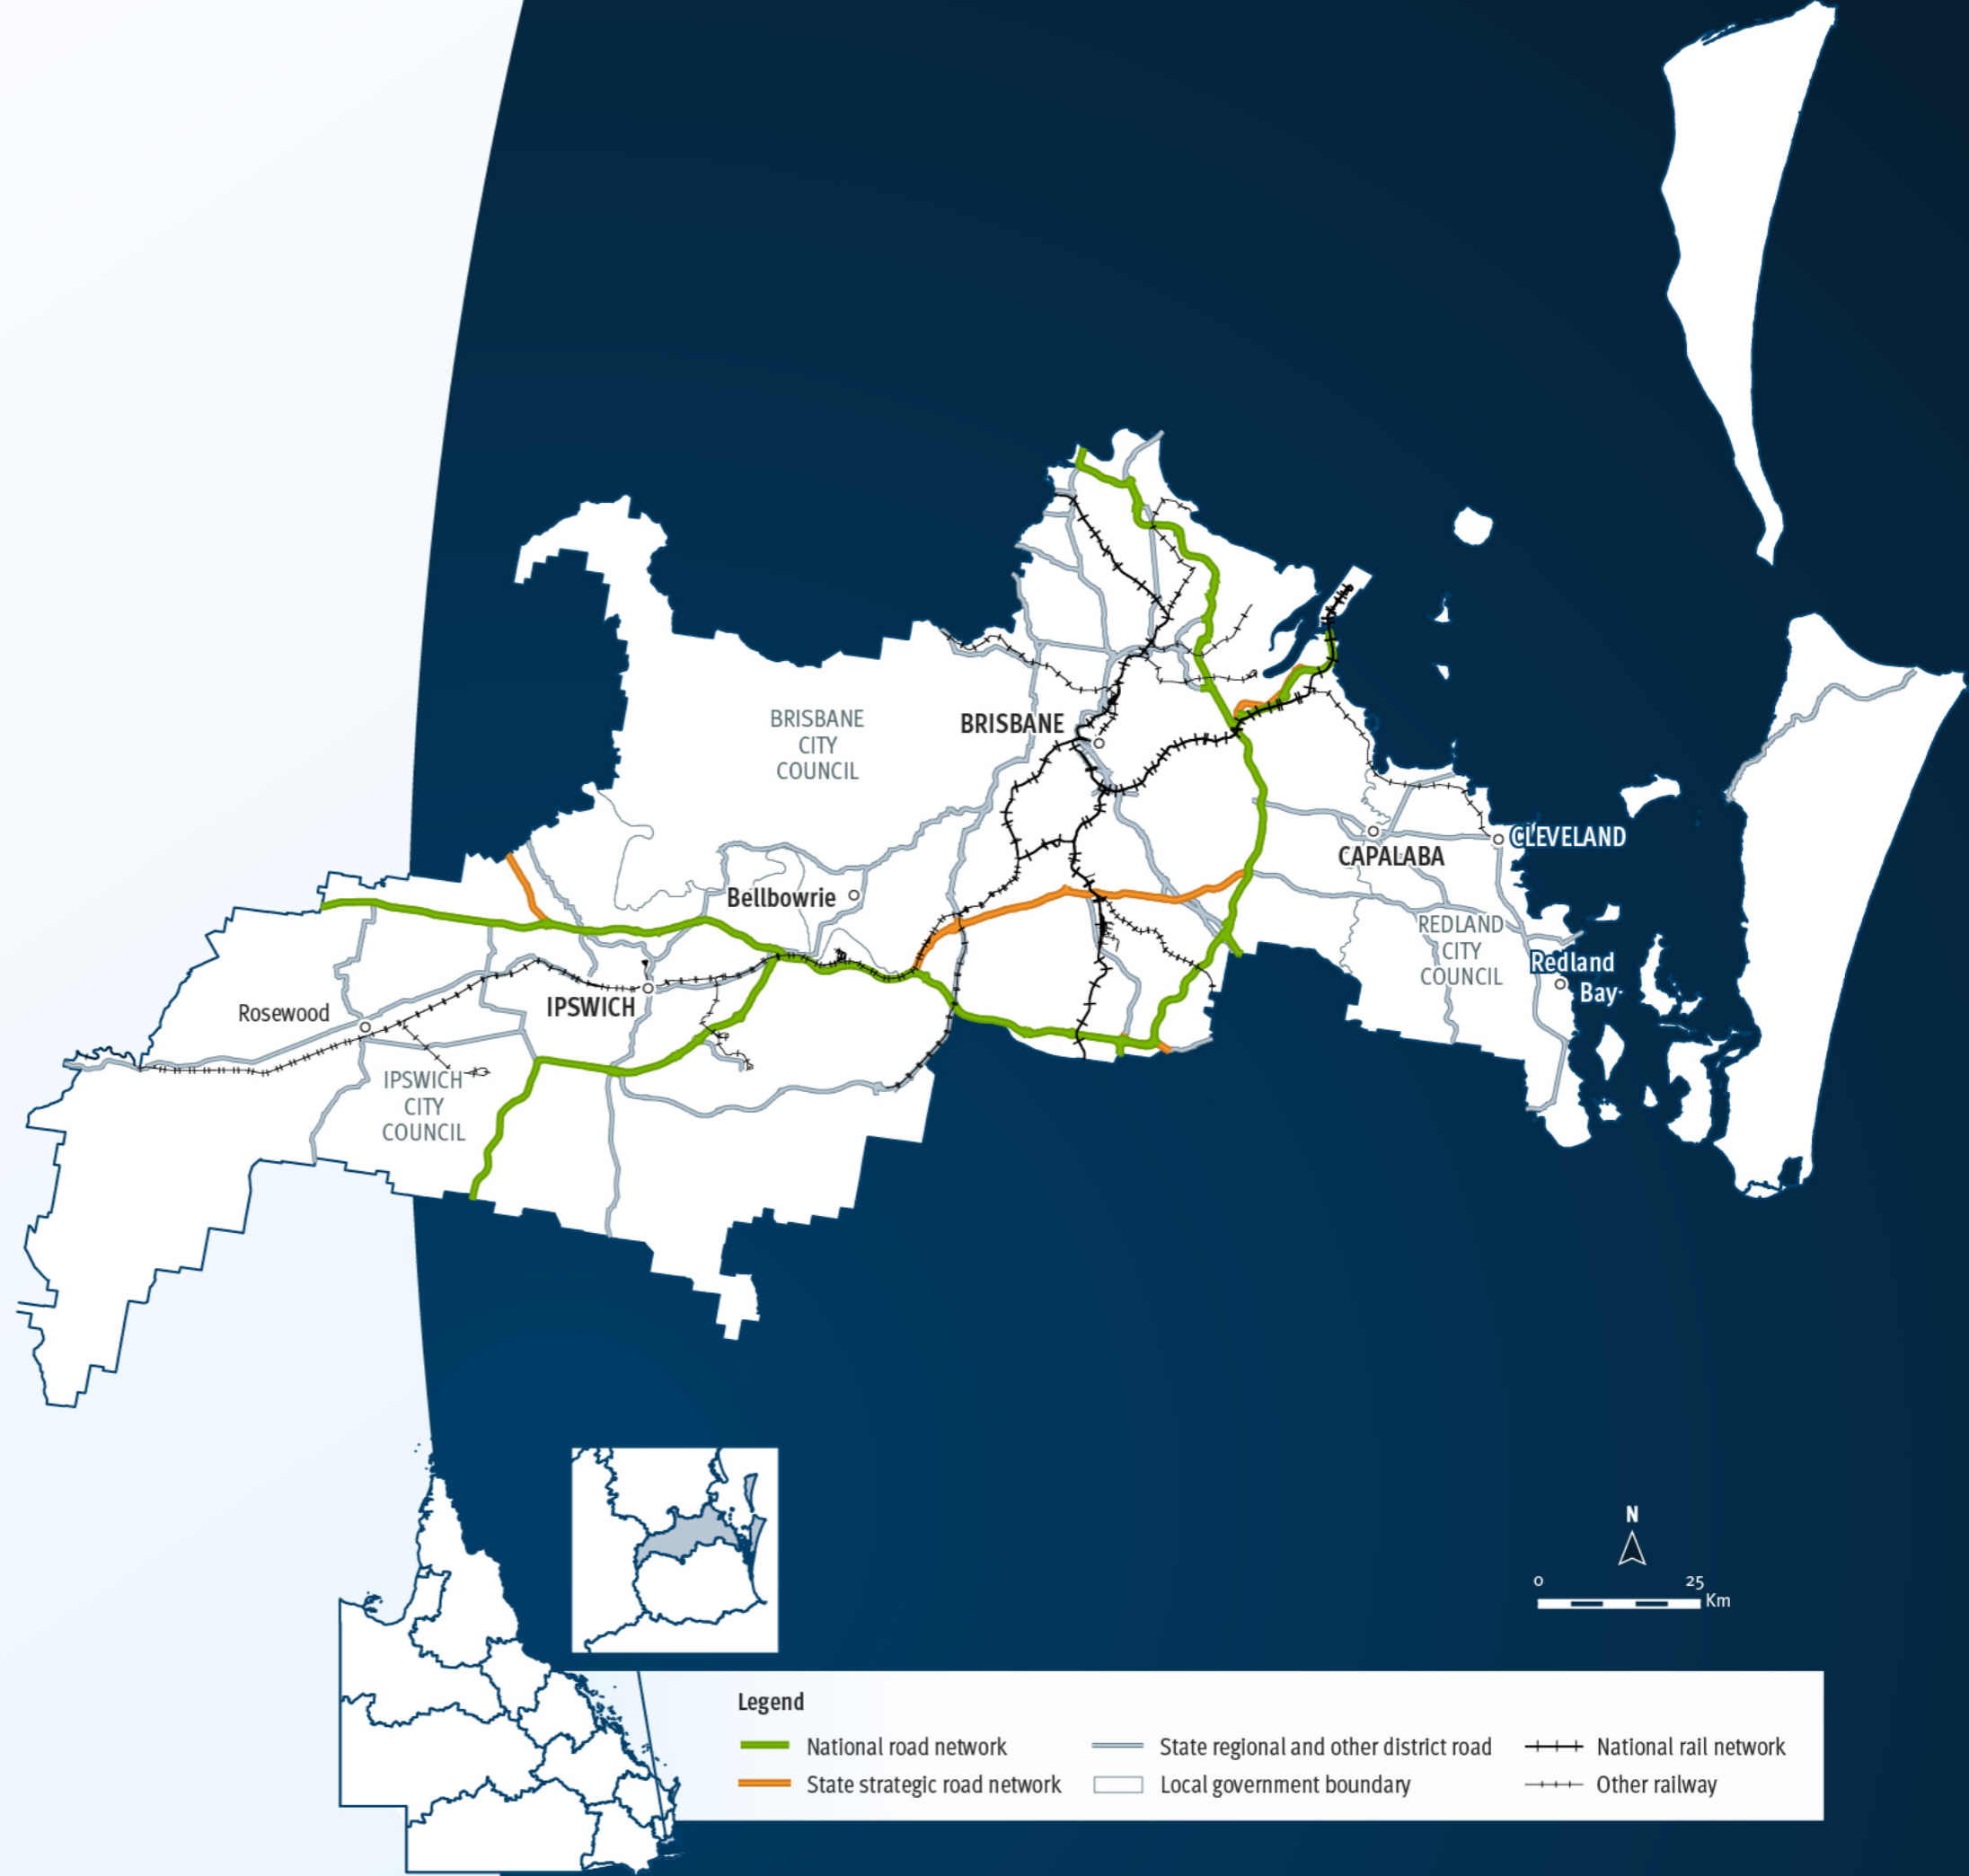 BRISBANE
CITY
COUNCIL
BRISBANE
CLEVELAND
CAPALABA
Bellbowrie
REDLAND
CITY
COUNCIL
Redland
Bay
IPSWICH
Rosewood
IPSWICH
CITY
COUNCIL
N
0 25
Km
Legend
National road network
State strategic road network
State regional and other district road
Local government boundary
National rail network
Other railway